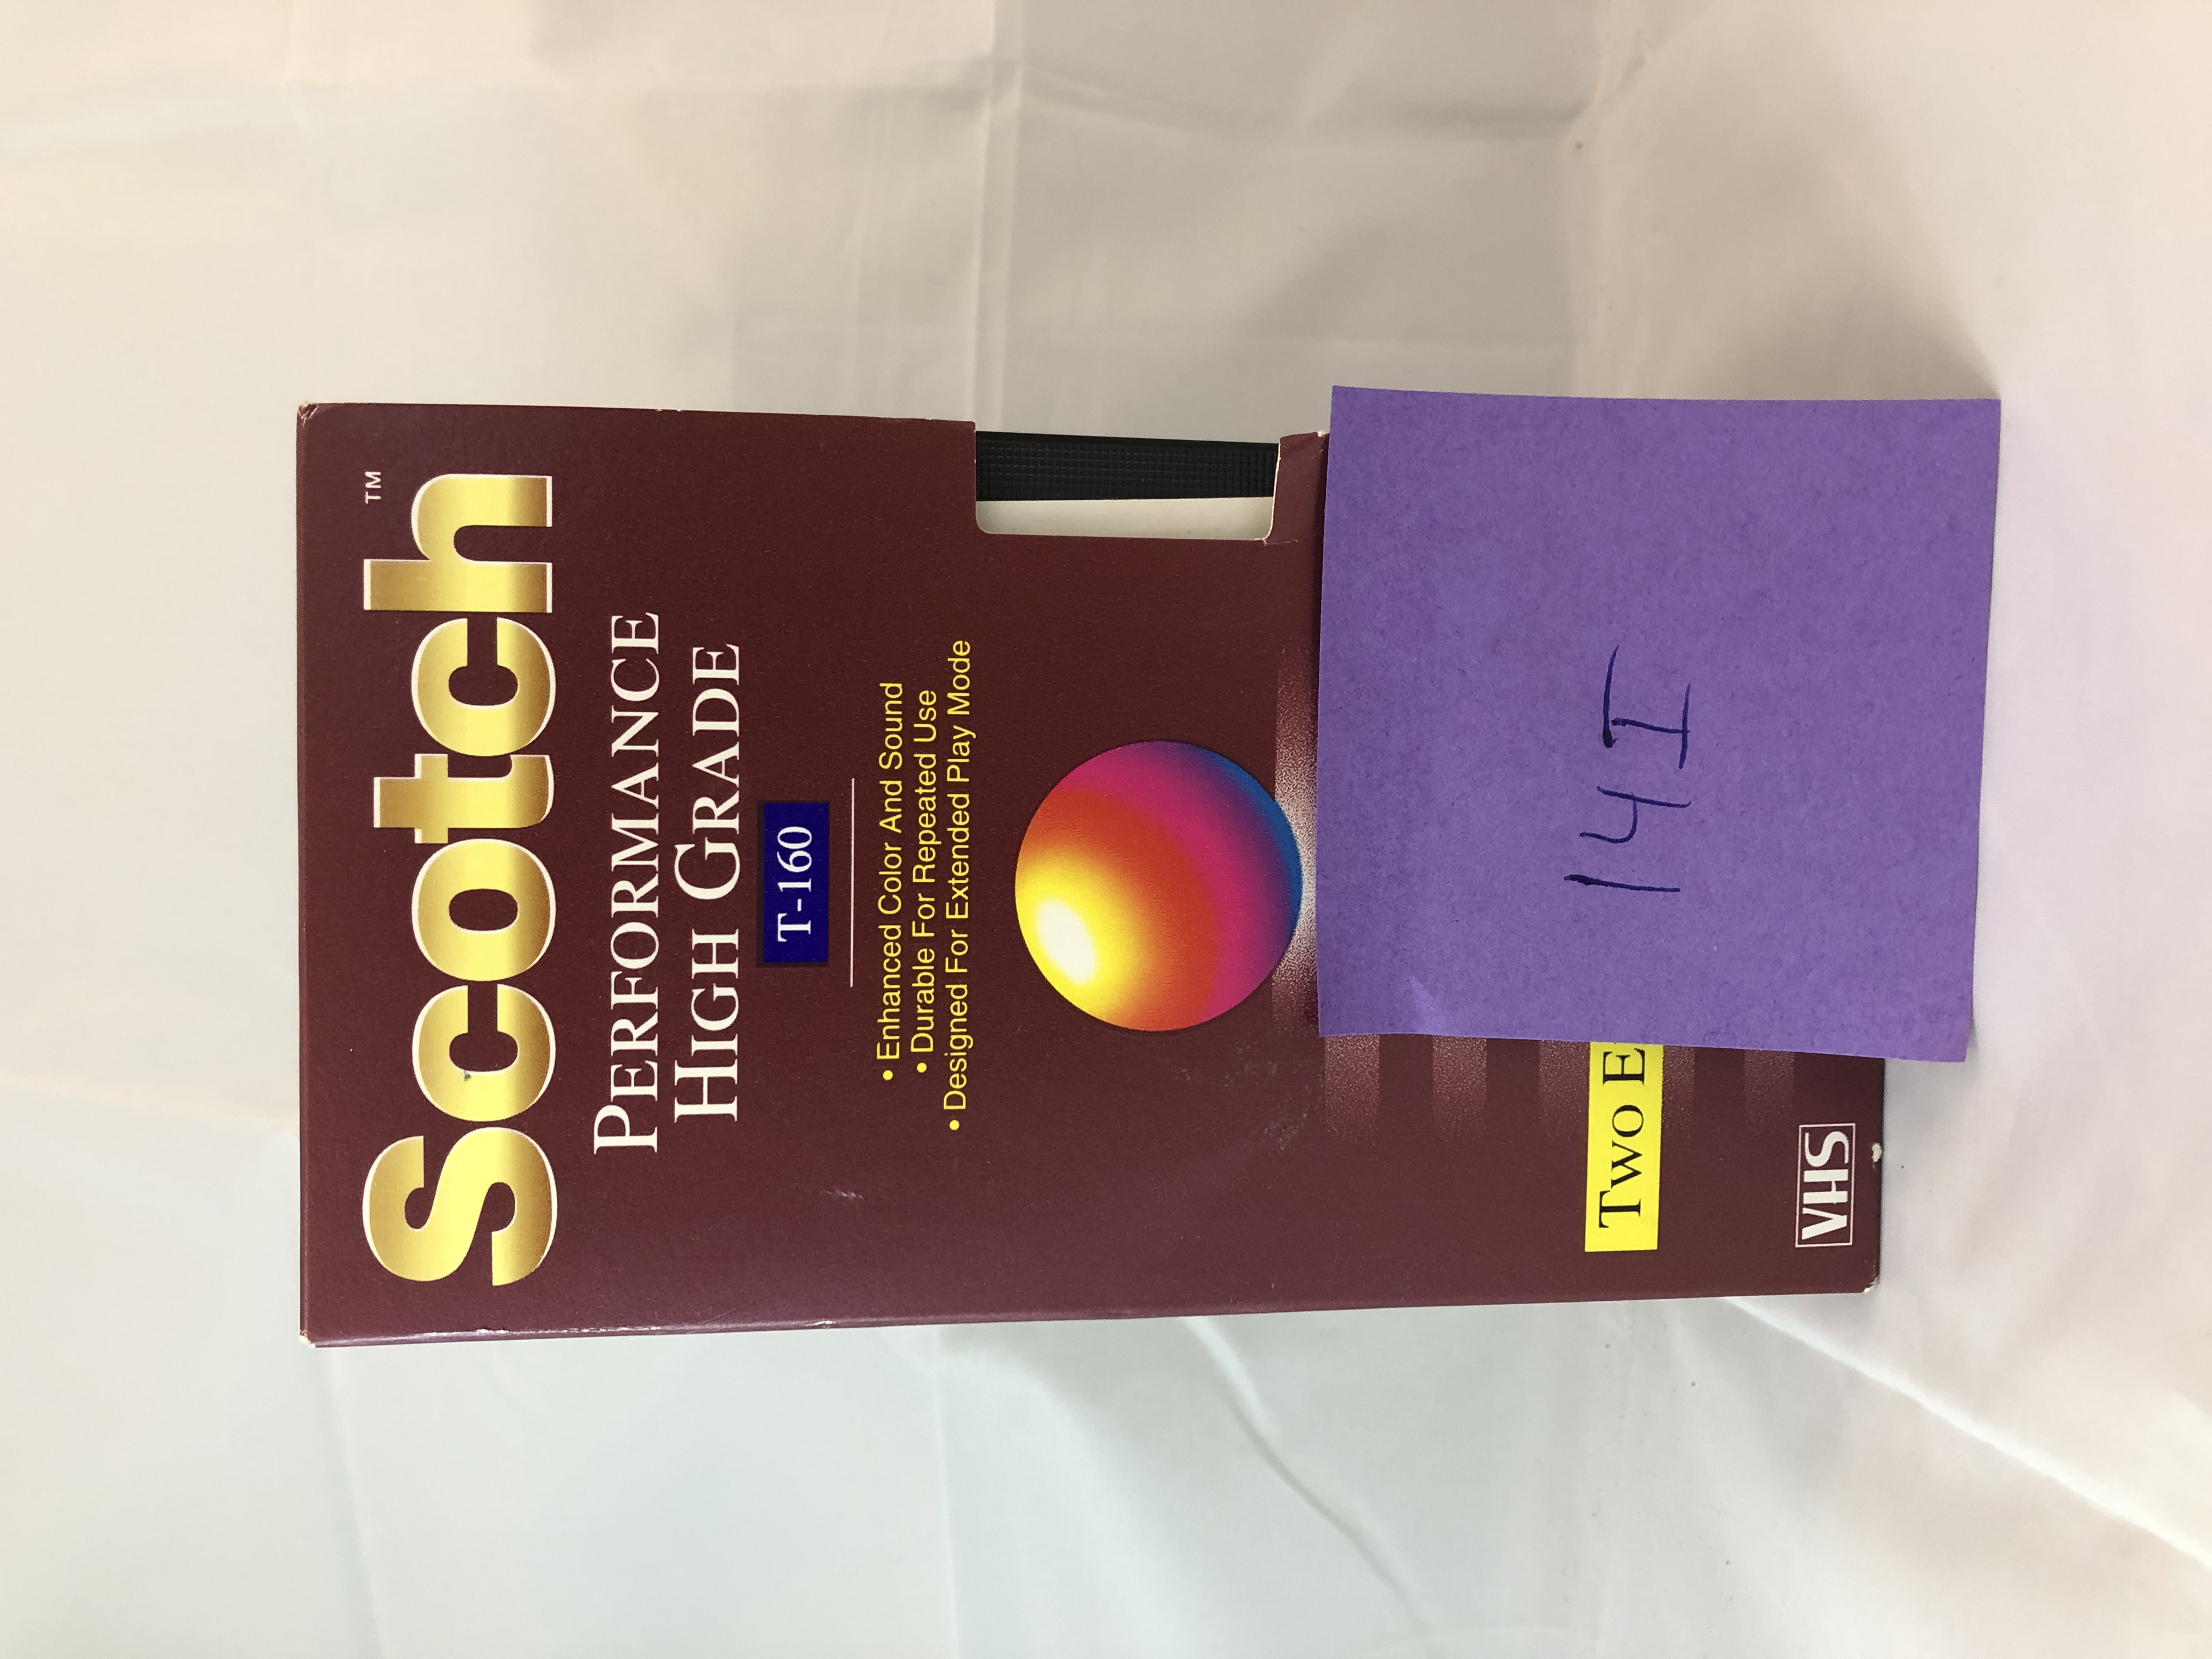 Scotch™
PERFORMANCE
HIGH GRADE
T-160
• Enhanced Color And Sound
• Durable For Repeated Use
• Designed For Extended Play Mode
TWO
14I
VHS